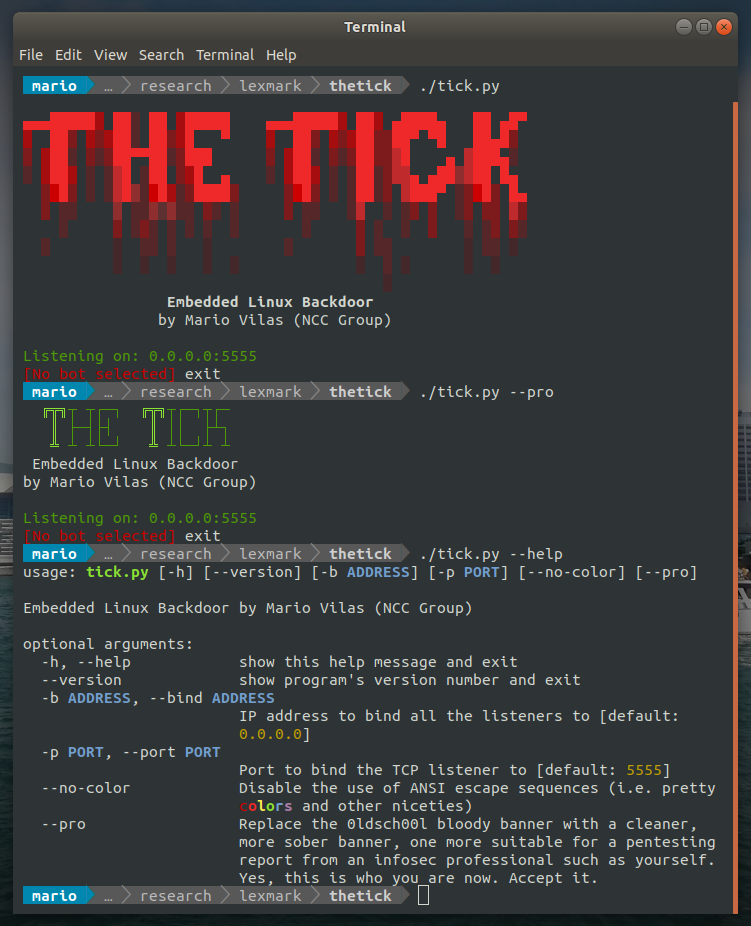 Terminal
File Edit View Search Terminal Help
mario … research lexmark thetick ./tick.py
THE TICK
Embedded Linux Backdoor
by Mario Vilas (NCC Group)
Listening on: 0.0.0.0:5555
[No bot selected] exit
mario … research lexmark thetick ./tick.py --pro
THE TICK
Embedded Linux Backdoor
by Mario Vilas (NCC Group)
Listening on: 0.0.0.0:5555
[No bot selected] exit
mario … research lexmark thetick ./tick.py --help
usage: tick.py [-h] [--version] [-b ADDRESS] [-p PORT] [--no-color] [--pro]
Embedded Linux Backdoor by Mario Vilas (NCC Group)
optional arguments:
-h, --help show this help message and exit
--version show program's version number and exit
-b ADDRESS, --bind ADDRESS
IP address to bind all the listeners to [default:
0.0.0.0]
-p PORT, --port PORT
Port to bind the TCP listener to [default: 5555]
--no-color Disable the use of ANSI escape sequences (i.e. pretty
colors and other niceties)
--pro Replace the 0ldsch00l bloody banner with a cleaner,
more sober banner, one more suitable for a pentesting
report from an infosec professional such as yourself.
Yes, this is who you are now. Accept it.
mario … research lexmark thetick